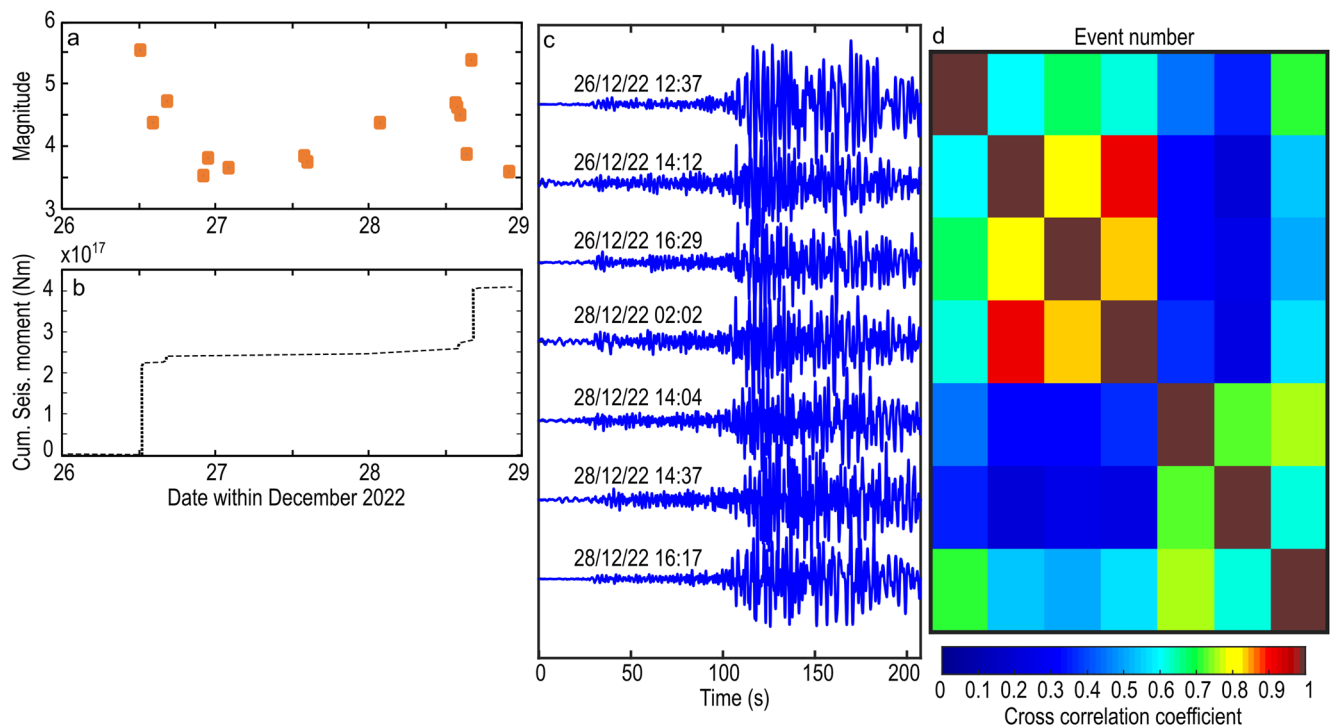 a
Magnitude
6
5
4
3
26
27
28
29
x10^17
b
Cum. Seis. moment (Nm)
4
3
2
1
0
26
27
28
29
Date within December 2022
c
26/12/22 12:37
26/12/22 14:12
26/12/22 16:29
28/12/22 02:02
28/12/22 14:04
28/12/22 14:37
28/12/22 16:17
0 50 100 150 200
Time (s)
d
Event number
0 0.1 0.2 0.3 0.4 0.5 0.6 0.7 0.8 0.9 1
Cross correlation coefficient